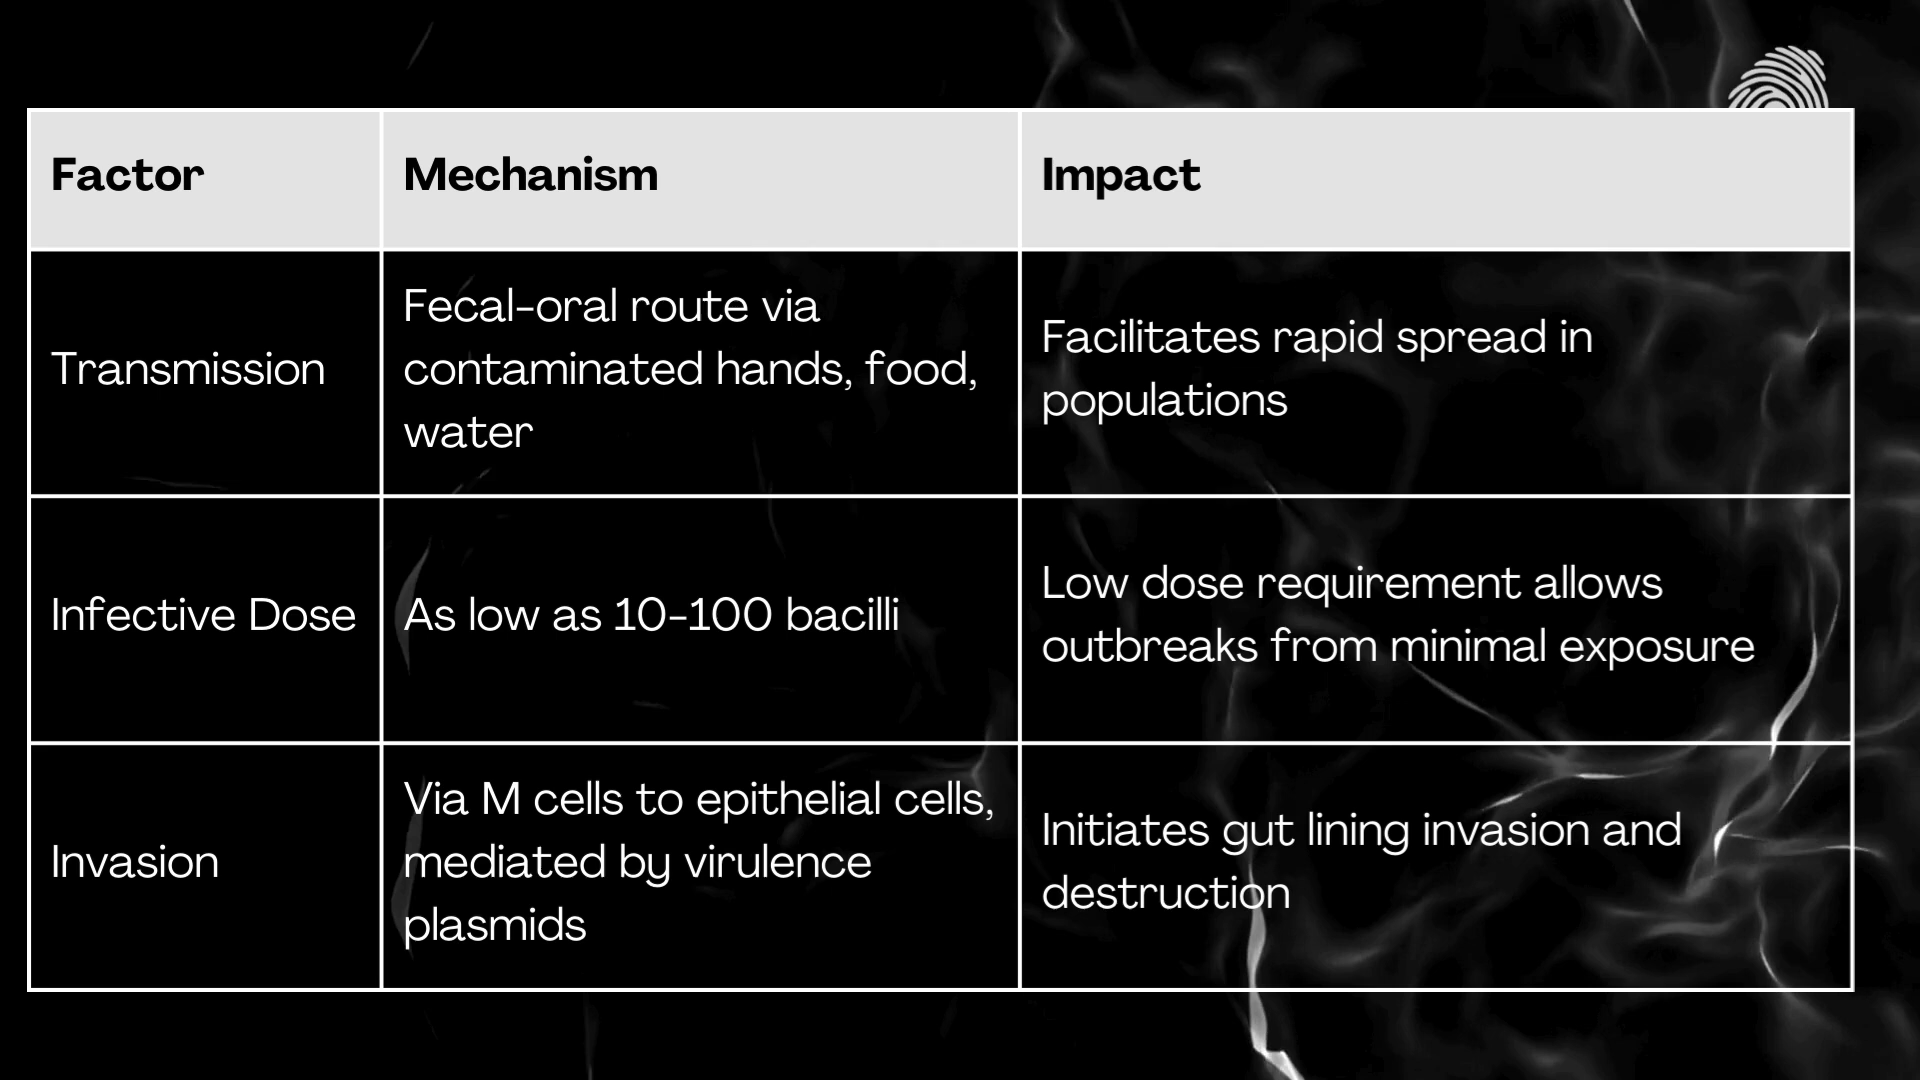 Factor
Mechanism
Impact
Transmission
Fecal-oral route via
contaminated hands, food,
water
Facilitates rapid spread in
populations
Infective Dose
As low as 10-100 bacilli
Low dose requirement allows
outbreaks from minimal exposure
Invasion
Via M cells to epithelial cells,
mediated by virulence
plasmids
Initiates gut lining invasion and
destruction